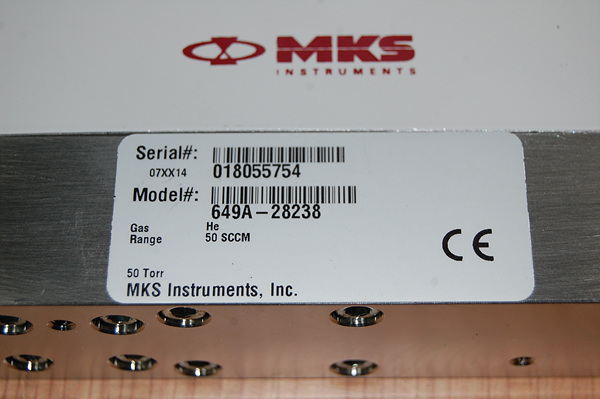 MKS
INSTRUMENTS
Serial#:
07XX14 018055754
Model#:
649A-28238
Gas He
Range 50 SCCM
CE
50 Torr
MKS Instruments, Inc.